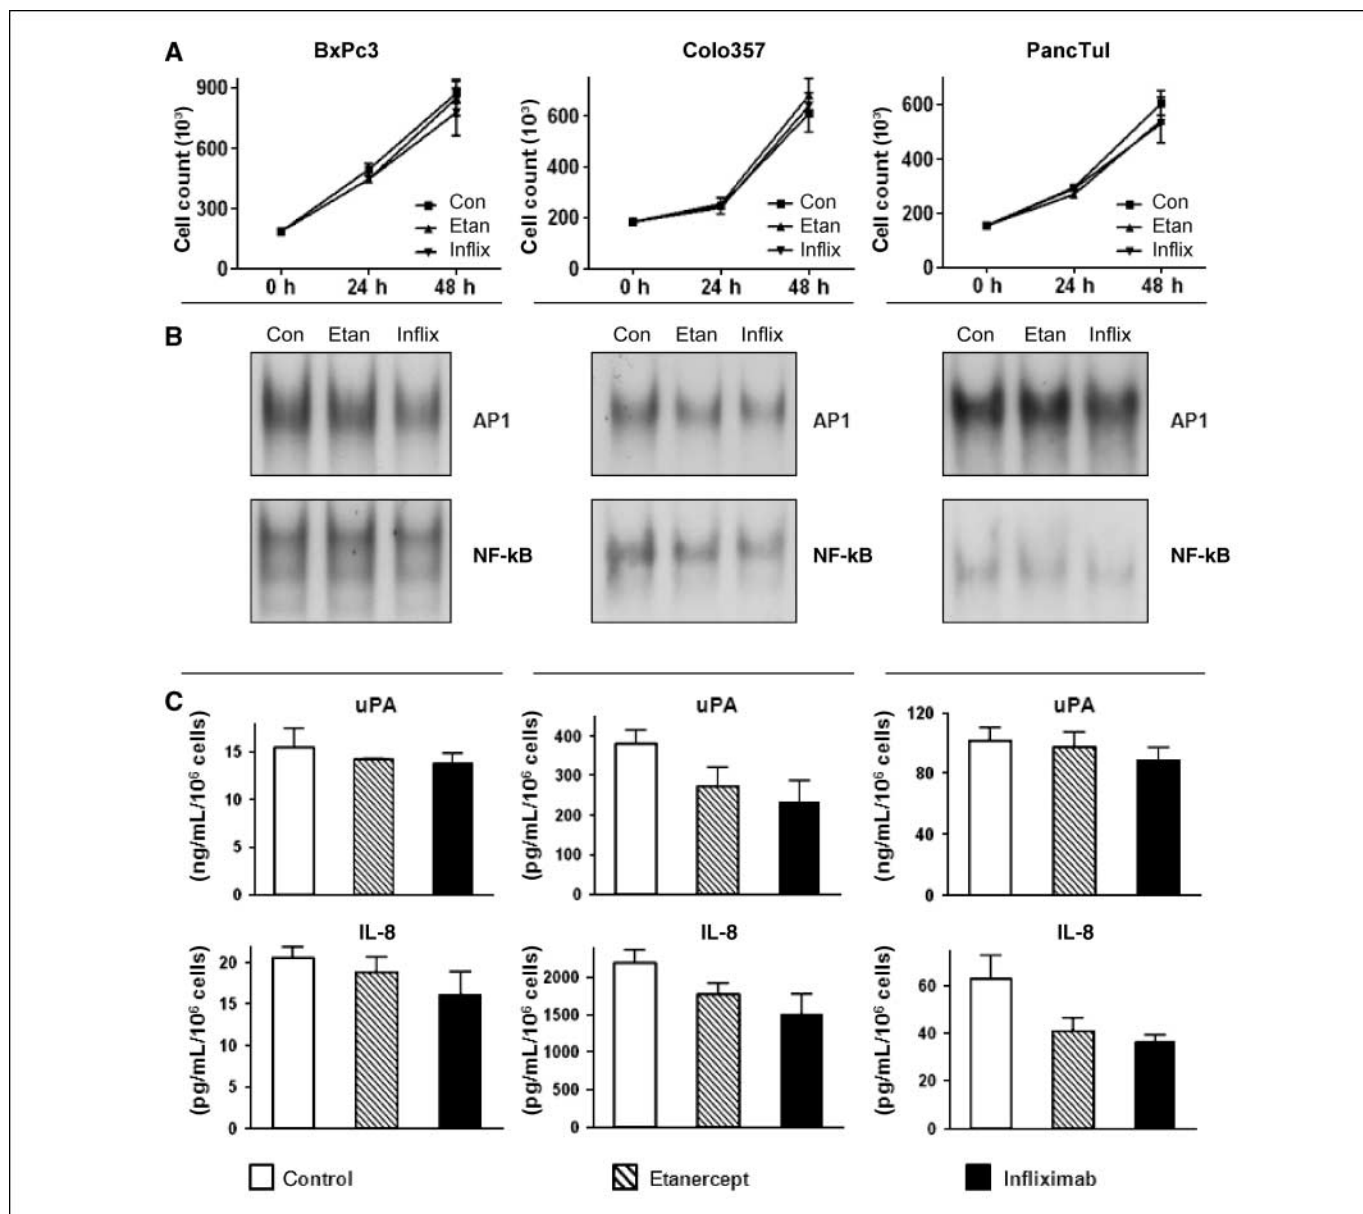 A
BxPc3
Colo357
PancTuI
Cell count (10³)
900
600
300
0
Con
Etan
Inflix
0 h 24 h 48 h
Cell count (10³)
600
400
200
0
Con
Etan
Inflix
0 h 24 h 48 h
Cell count (10³)
600
400
200
0
Con
Etan
Inflix
0 h 24 h 48 h
B
Con Etan Inflix
AP1
NF-kB
Con Etan Inflix
AP1
NF-kB
Con Etan Inflix
AP1
NF-kB
C
uPA
(ng/mL/10⁶ cells)
15
10
5
0
uPA
(pg/mL/10⁶ cells)
400
300
200
100
0
uPA
(ng/mL/10⁶ cells)
120
80
40
0
IL-8
(pg/mL/10⁶ cells)
20
15
10
5
0
IL-8
(pg/mL/10⁶ cells)
2000
1500
1000
500
0
IL-8
(pg/mL/10⁶ cells)
60
40
20
0
Control
Etanercept
Infliximab